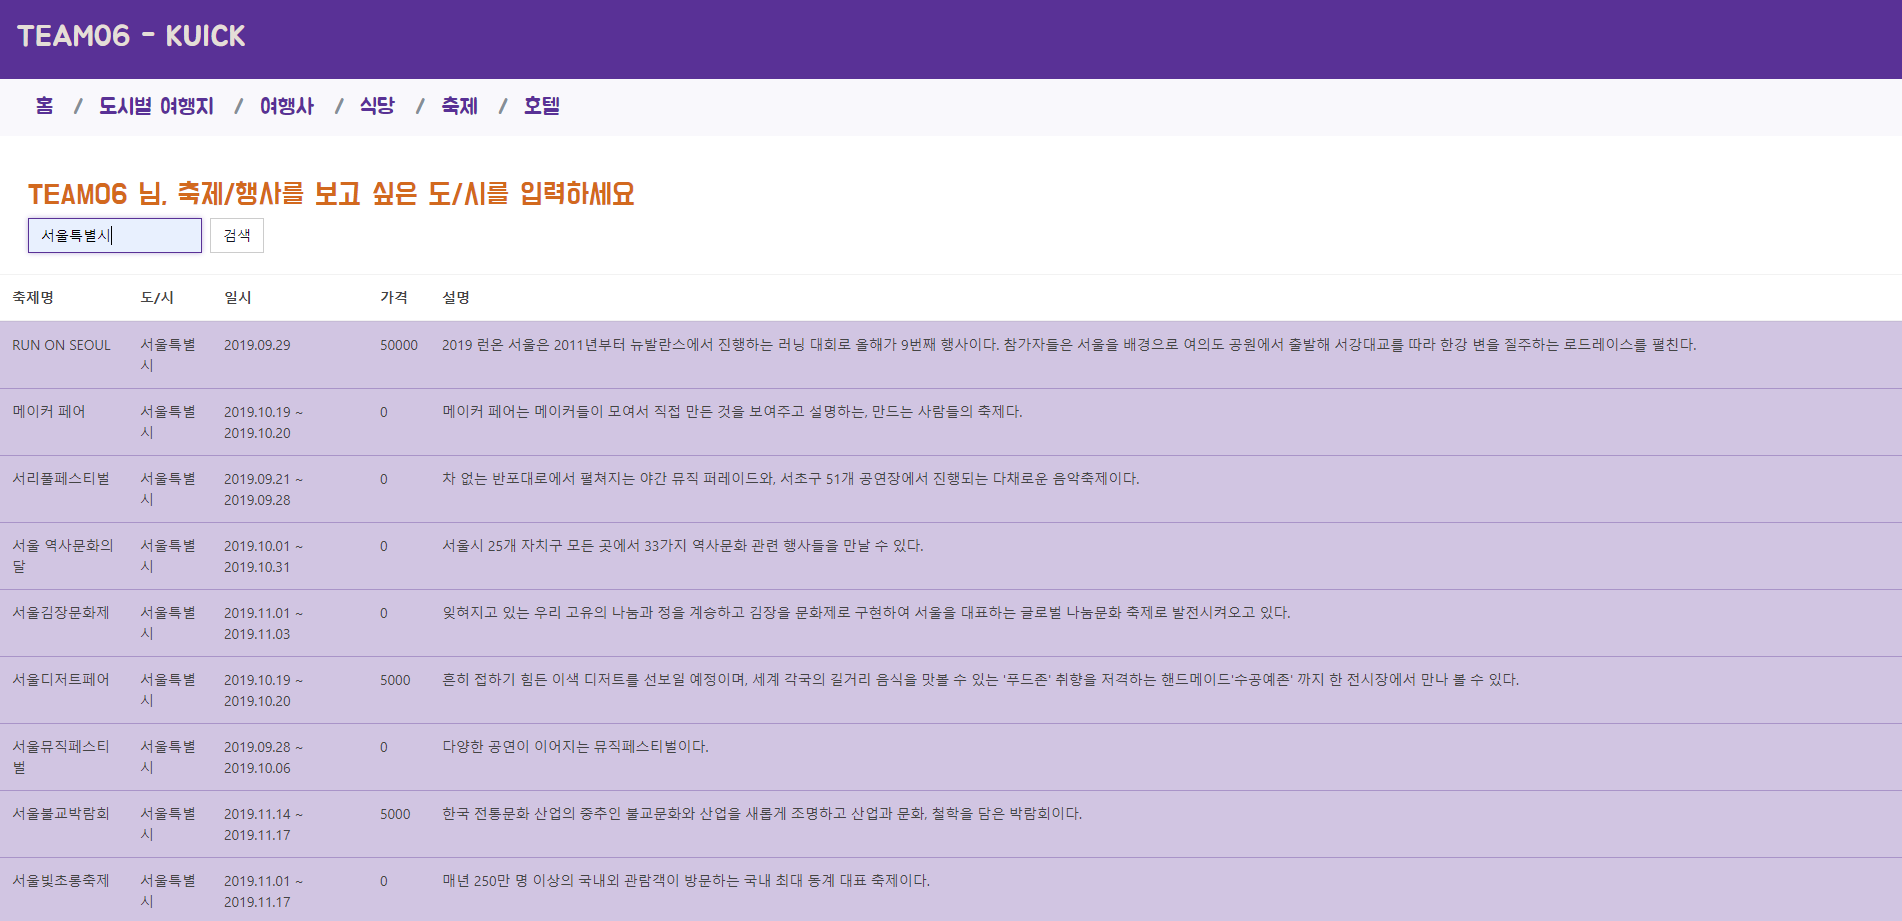 TEAM06 - KUICK
홈 / 도시별 여행지 / 여행사 / 식당 / 축제 / 호텔
TEAM06 님, 축제/행사를 보고 싶은 도/시를 입력하세요
서울특별시 검색
축제명 도/시 일시 가격 설명
RUN ON SEOUL 서울특별 2019.09.29 50000 2019 런온 서울은 2011년부터 뉴발란스에서 진행하는 러닝 대회로 올해가 9번째 행사이다. 참가자들은 서울을 배경으로 여의도 공원에서 출발해 서강대교를 따라 한강 변을 질주하는 로드레이스를 펼친다.
시
메이커 페어 서울특별 2019.10.19 ~ 0 메이커 페어는 메이커들이 모여서 직접 만든 것을 보여주고 설명하는, 만드는 사람들의 축제다.
시 2019.10.20
서리풀페스티벌 서울특별 2019.09.21 ~ 0 차 없는 반포대로에서 펼쳐지는 야간 뮤직 퍼레이드와, 서초구 51개 공연장에서 진행되는 다채로운 음악축제이다.
시 2019.09.28
서울 역사문화의 서울특별 2019.10.01 ~ 0 서울시 25개 자치구 모든 곳에서 33가지 역사문화 관련 행사들을 만날 수 있다.
달 시 2019.10.31
서울김장문화제 서울특별 2019.11.01 ~ 0 잊혀지고 있는 우리 고유의 나눔과 정을 계승하고 김장을 문화제로 구현하여 서울을 대표하는 글로벌 나눔문화 축제로 발전시켜오고 있다.
시 2019.11.03
서울디저트페어 서울특별 2019.10.19 ~ 5000 흔히 접하기 힘든 이색 디저트를 선보일 예정이며, 세계 각국의 길거리 음식을 맛볼 수 있는 '푸드존' 취향을 저격하는 핸드메이드'수공예존' 까지 한 전시장에서 만나 볼 수 있다.
시 2019.10.20
서울뮤직페스티 서울특별 2019.09.28 ~ 0 다양한 공연이 이어지는 뮤직페스티벌이다.
벌 시 2019.10.06
서울불교박람회 서울특별 2019.11.14 ~ 5000 한국 전통문화 산업의 중추인 불교문화와 산업을 새롭게 조명하고 산업과 문화, 철학을 담은 박람회이다.
시 2019.11.17
서울빛초롱축제 서울특별 2019.11.01 ~ 0 매년 250만 명 이상의 국내외 관람객이 방문하는 국내 최대 동계 대표 축제이다.
시 2019.11.17